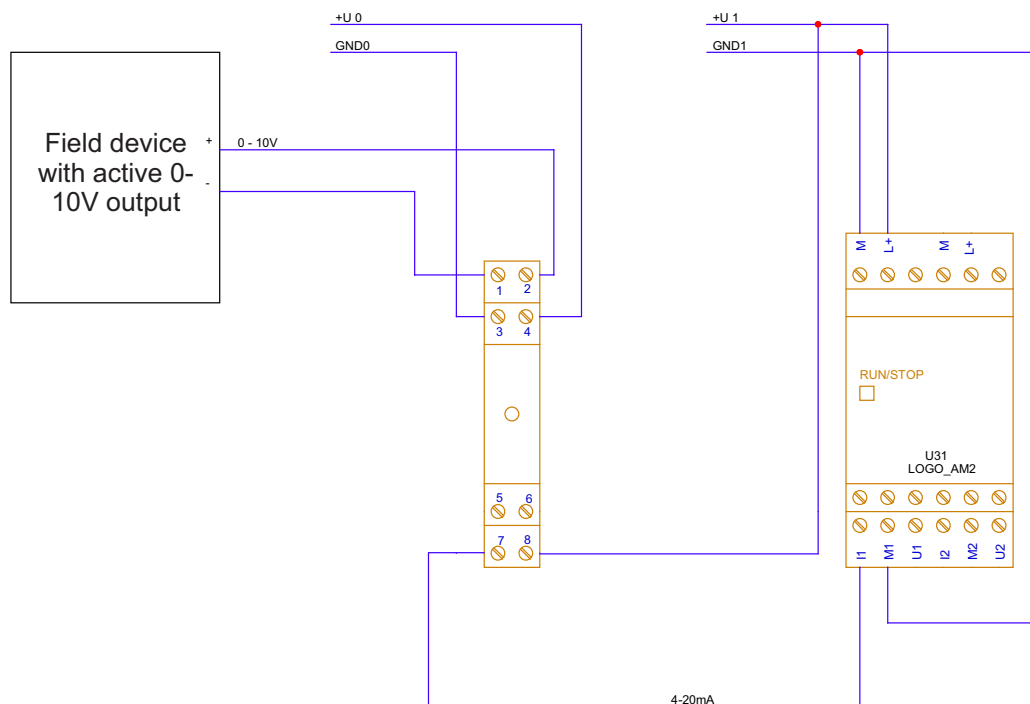 +U 0
GND0
+U 1
GND1
Field device
with active 0-
10V output
+
-
0 - 10V
M
L+
M
L+
1
2
3
4
RUN/STOP
U31
LOGO_AM2
5
6
7
8
I1
M1
U1
I2
M2
U2
4-20mA